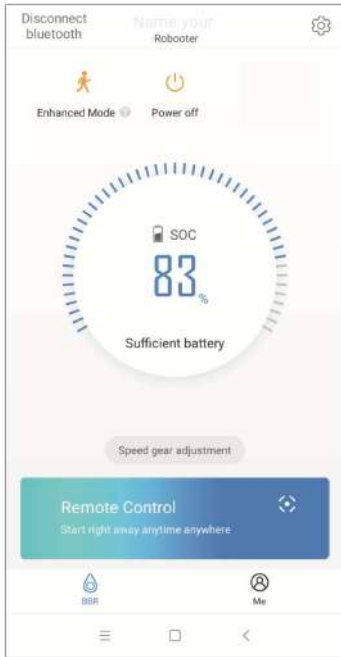 Disconnect
bluetooth
Name your
Robooter
Enhanced Mode
Power off
SOC
83%
Sufficient battery
Speed gear adjustment
Remote Control
Start right away anytime anywhere
BBR
Me